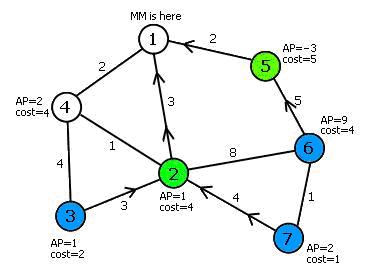 MM is here
1
2
5
AP=−3
cost=5
2
AP=2
cost=4
4
3
5
AP=9
cost=4
1
8
6
4
2
AP=1
cost=4
3
3
4
1
AP=1
cost=2
7
AP=2
cost=1